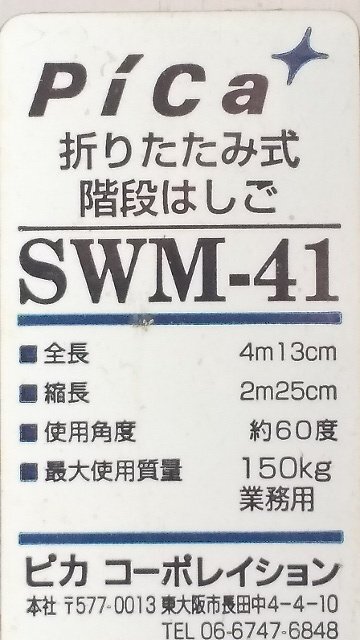 Pica
折りたたみ式
階段はしご
SWM-41
全長 4m13cm
縮長 2m25cm
使用角度 約60度
最大使用質量 150kg
業務用
ピカ コーポレイション
本社 〒577-0013 東大阪市長田中4-4-10
TEL 06-6747-6848